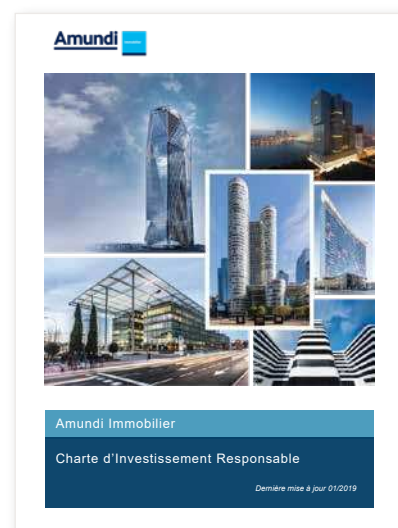 Amundi
Amundi Immobilier
Charte d'Investissement Responsable
Dernière mise à jour 01/2019